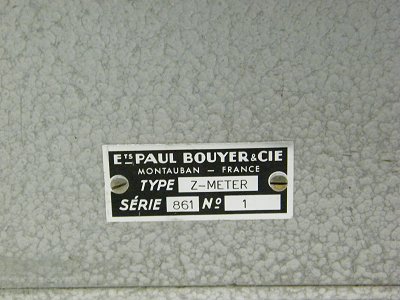 Ets PAUL BOUYER & CIE
MONTAUBAN — FRANCE
TYPE Z-METER
SÉRIE 861 No 1